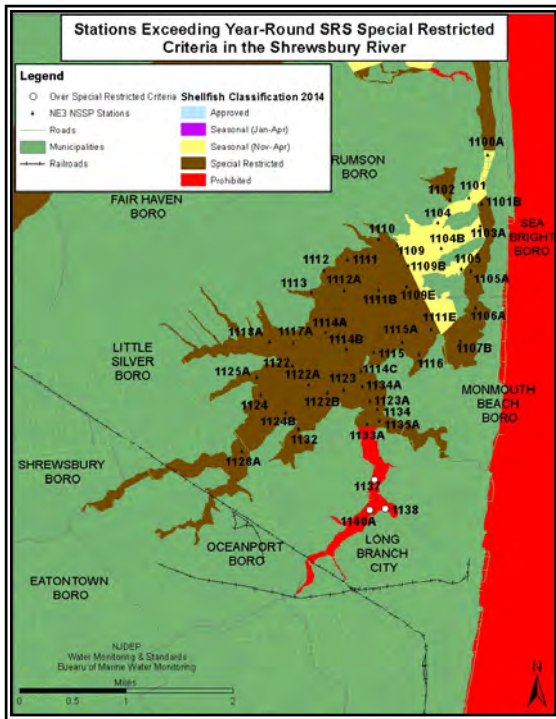 Stations Exceeding Year-Round SRS Special Restricted
Criteria in the Shrewsbury River
Legend
Over Special Restricted Criteria
NE3 NSSP Stations
Roads
Municipalities
Railroads
Shellfish Classification 2014
Approved
Seasonal (Jan-Apr)
Seasonal (Nov-Apr)
Special Restricted
Prohibited
RUMSON
BORO
FAIR HAVEN
BORO
SEA
BRIGHT
BORO
LITTLE
SILVER
BORO
MONMOUTH
BEACH
BORO
SHREWSBURY
BORO
OCEANPORT
BORO
LONG
BRANCH
CITY
EATONTOWN
BORO
1100A
1102
1101
1101B
1104
1103A
1110
1104B
1109
1112
1111
1109B
1105
1105A
1113
1112A
1111B
1109E
1106A
1114A
1111E
1118A
1117A
1114B
1115A
1107B
1115
1116
1122
1114C
1125A
1122A
1123
1134A
1124
1122B
1123A
1124B
1134
1132
1135A
1133A
1128A
1137
1138
1140A
NJDEP
Water Monitoring & Standards
Bureau of Marine Water Monitoring
Miles
0
0.5
1
2
N